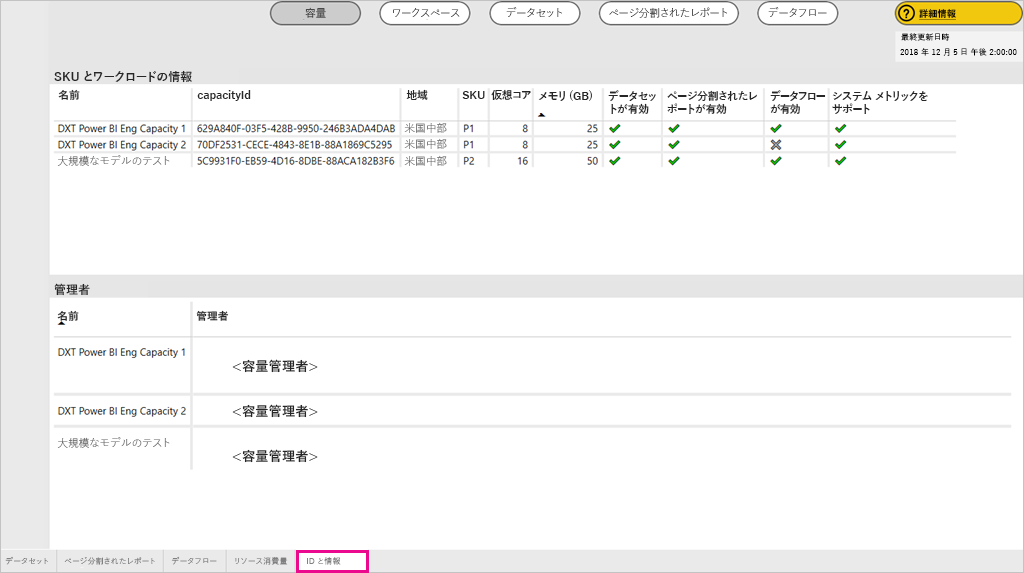 容量 ワークスペース データセット ページ分割されたレポート データフロー ? 詳細情報
最終更新日時
2018 年 12 月 5 日 午後 2:00:00
SKU とワークロードの情報
名前 capacityId 地域 SKU 仮想コア メモリ (GB) データセットが有効 ページ分割されたレポートが有効 データフローが有効 システム メトリックをサポート
DXT Power BI Eng Capacity 1 629A840F-03F5-428B-9950-246B3ADA4DAB 米国中部 P1 8 25
DXT Power BI Eng Capacity 2 70DF2531-CECE-4843-8E1B-88A1869C5295 米国中部 P1 8 25
大規模なモデルのテスト 5C9931F0-EB59-4D16-8DBE-88ACA182B3F6 米国中部 P2 16 50
管理者
名前 管理者
DXT Power BI Eng Capacity 1 <容量管理者>
DXT Power BI Eng Capacity 2 <容量管理者>
大規模なモデルのテスト <容量管理者>
データセット ページ分割されたレポート データフロー リソース消費量 ID と情報